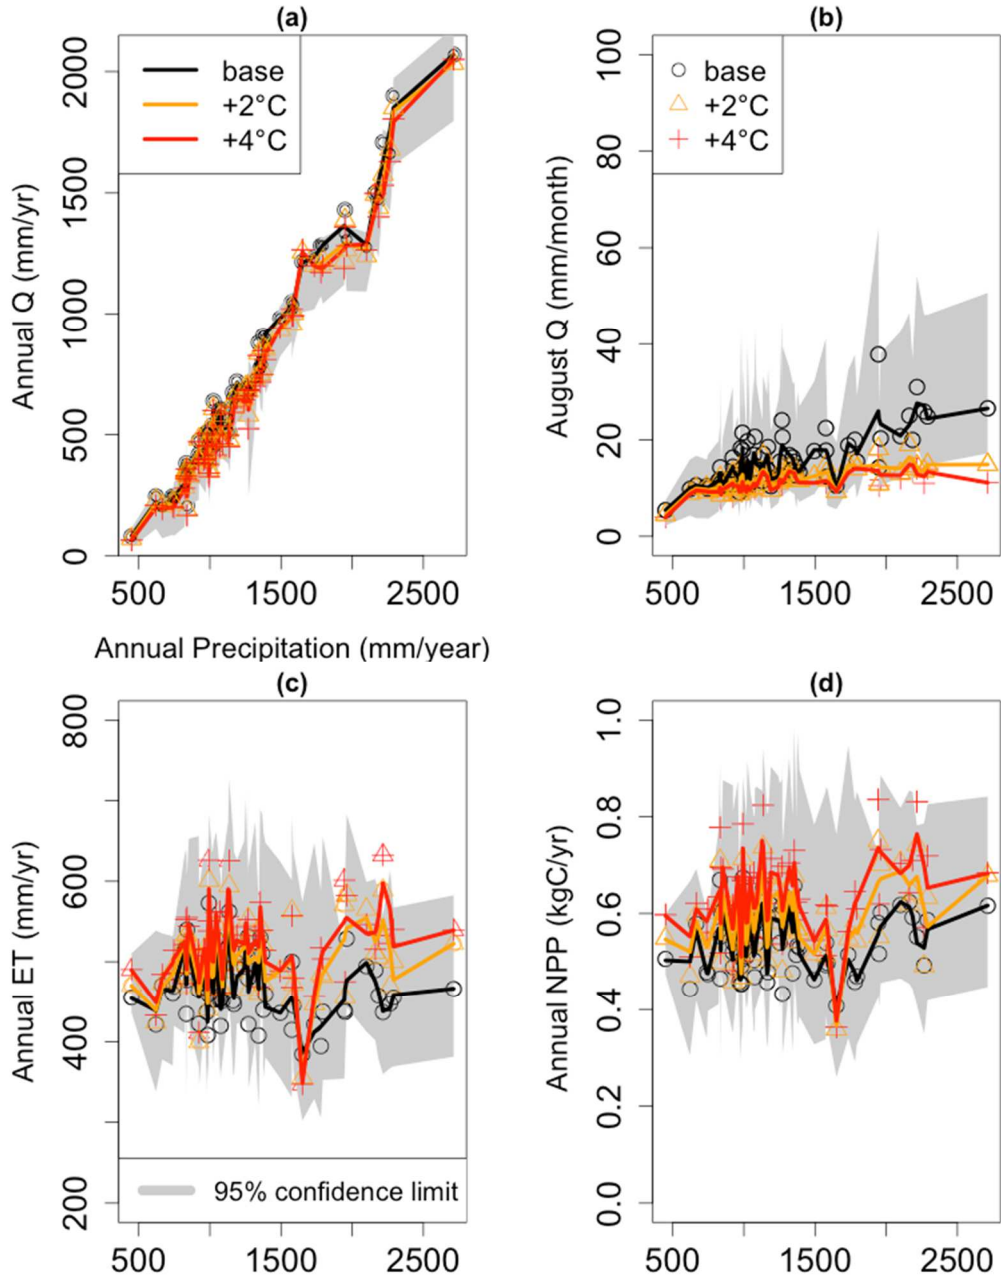 (a)
Annual Q (mm/yr)
2000
1500
1000
500
0
base
+2°C
+4°C
500
1500
2500
Annual Precipitation (mm/year)
(b)
August Q (mm/month)
100
80
60
40
20
0
base
+2°C
+4°C
500
1500
2500
(c)
Annual ET (mm/yr)
800
600
400
200
95% confidence limit
500
1500
2500
(d)
Annual NPP (kgC/yr)
1.0
0.8
0.6
0.4
0.2
0.0
500
1500
2500